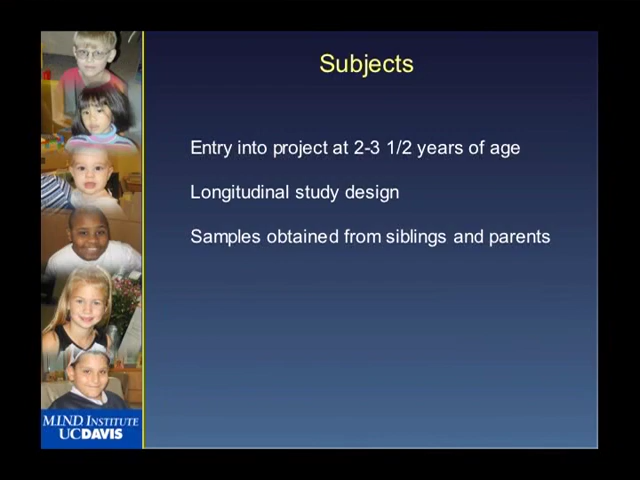 Subjects
Entry into project at 2-3 1/2 years of age
Longitudinal study design
Samples obtained from siblings and parents
M.I.N.D. INSTITUTE
UCDAVIS